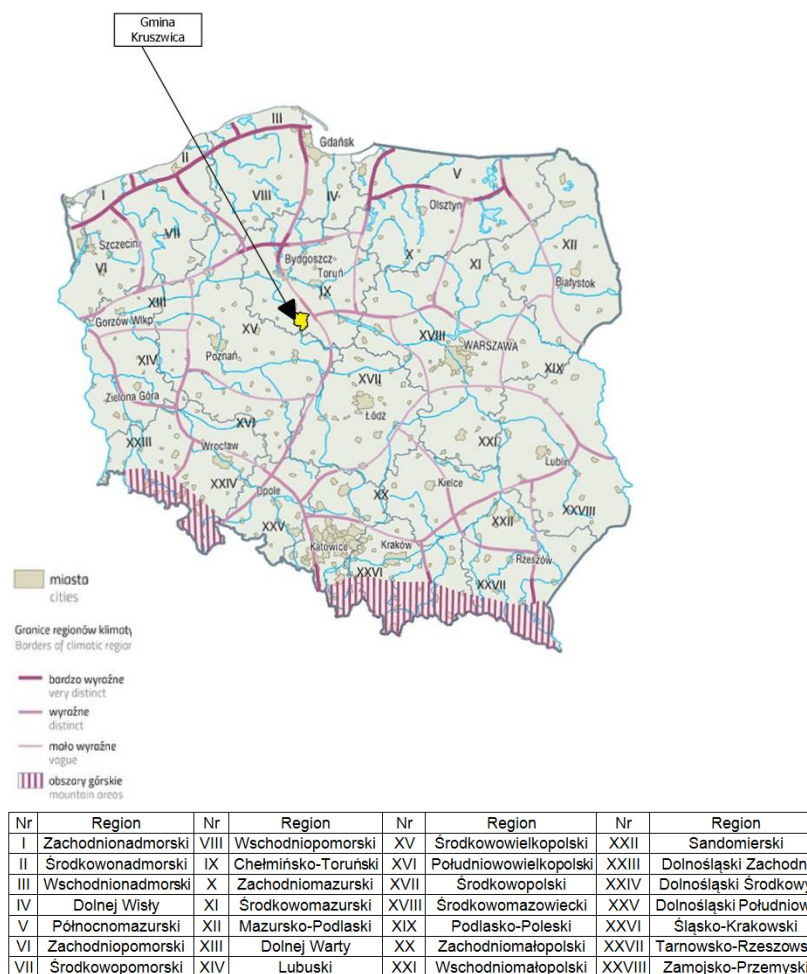 Gmina
Kruszwica
III
Gdańsk
II
I
VIII
IV
V
Olsztyn
VII
Szczecin
VI
X
XII
XI
Bydgoszcz
Toruń
Białystok
IX
XIII
Gorzów Wlkp.
XV
XVIII
WARSZAWA
Poznań
XIV
XIX
XVII
Zielona Góra
Łódź
XVI
XXIII
Wrocław
XXI
Lublin
XXIV
Opole
Kielce
XX
XXV
XXII
XXVIII
Katowice
Kraków
Rzeszów
XXVI
XXVII
miasta
cities
Granice regionów klimaty
Borders of climatic region
bardzo wyraźne
very distinct
wyraźne
distinct
mało wyraźne
vague
obszary górskie
mountain areas
Nr Region Nr Region Nr Region Nr Region
I Zachodnionadmorski VIII Wschodniopomorski XV Środkowowielkopolski XXII Sandomierski
II Środkowonadmorski IX Chełmińsko-Toruński XVI Południowowielkopolski XXIII Dolnośląski Zachodn
III Wschodnionadmorski X Zachodniomazurski XVII Środkowopolski XXIV Dolnośląski Środkowy
IV Dolnej Wisły XI Środkowomazurski XVIII Środkowomazowiecki XXV Dolnośląski Południow
V Północnomazurski XII Mazursko-Podlaski XIX Podlasko-Poleski XXVI Śląsko-Krakowski
VI Zachodniopomorski XIII Dolnej Warty XX Zachodniomałopolski XXVII Tarnowsko-Rzeszows
VII Środkowopomorski XIV Lubuski XXI Wschodniomałopolski XXVIII Zamojsko-Przemyski